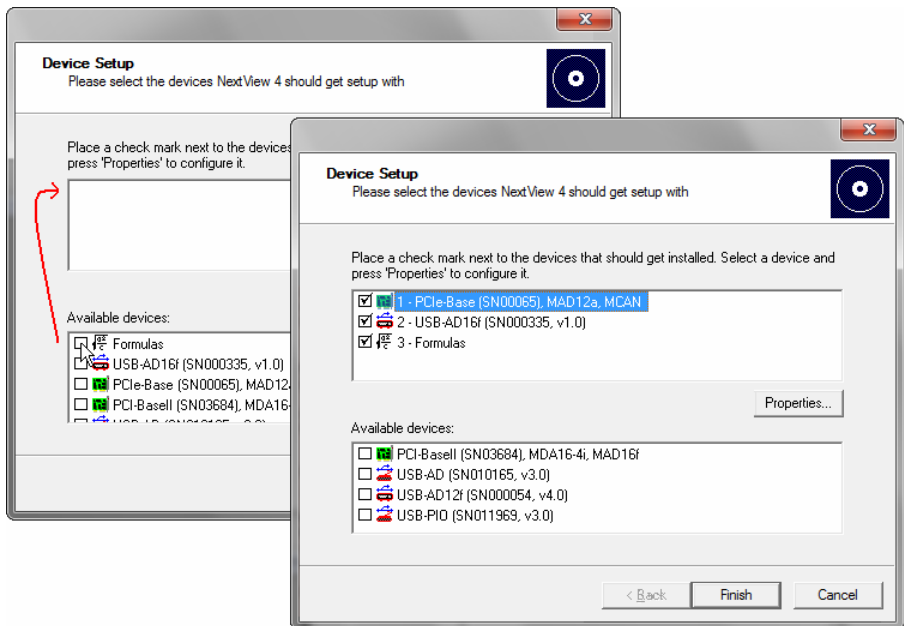 Device Setup
Please select the devices NextView 4 should get setup with
Place a check mark next to the devices
press 'Properties' to configure it.
Available devices:
Formulas
USB-AD16f (SN000335, v1.0)
PCIe-Base (SN00065), MAD12
PCI-BaseII (SN03684), MDA16-
Device Setup
Please select the devices NextView 4 should get setup with
Place a check mark next to the devices that should get installed. Select a device and
press 'Properties' to configure it.
1 - PCIe-Base (SN00065), MAD12a, MCAN
2 - USB-AD16f (SN000335, v1.0)
3 - Formulas
Properties...
Available devices:
PCI-BaseII (SN03684), MDA16-4i, MAD16f
USB-AD (SN010165, v3.0)
USB-AD12f (SN000054, v4.0)
USB-PIO (SN011969, v3.0)
< Back
Finish
Cancel